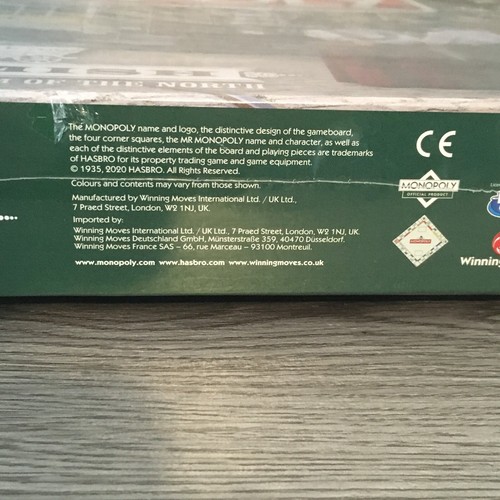 OF THE NORTH
The MONOPOLY name and logo, the distinctive design of the gameboard,
the four corner squares, the MR MONOPOLY name and character, as well as
each of the distinctive elements of the board and playing pieces are trademarks
of HASBRO for its property trading game and game equipment.
© 1935, 2020 HASBRO. All Rights Reserved.
Colours and contents may vary from those shown.
Manufactured by Winning Moves International Ltd. / UK Ltd.,
7 Praed Street, London, W2 1NJ, UK.
Imported by:
Winning Moves International Ltd. / UK Ltd., 7 Praed Street, London, W2 1NJ, UK.
Winning Moves Deutschland GmbH, Münsterstraße 359, 40470 Düsseldorf.
Winning Moves France SAS – 66, rue Marceau – 93100 Montreuil.
www.monopoly.com www.hasbro.com www.winningmoves.co.uk
CE
MONOPOLY
OFFICIAL PRODUCT
Winning